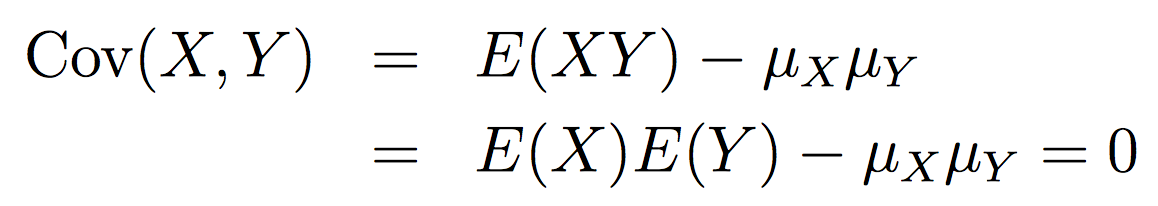 Cov(X, Y) = E(XY) − μ_X μ_Y
= E(X)E(Y) − μ_X μ_Y = 0